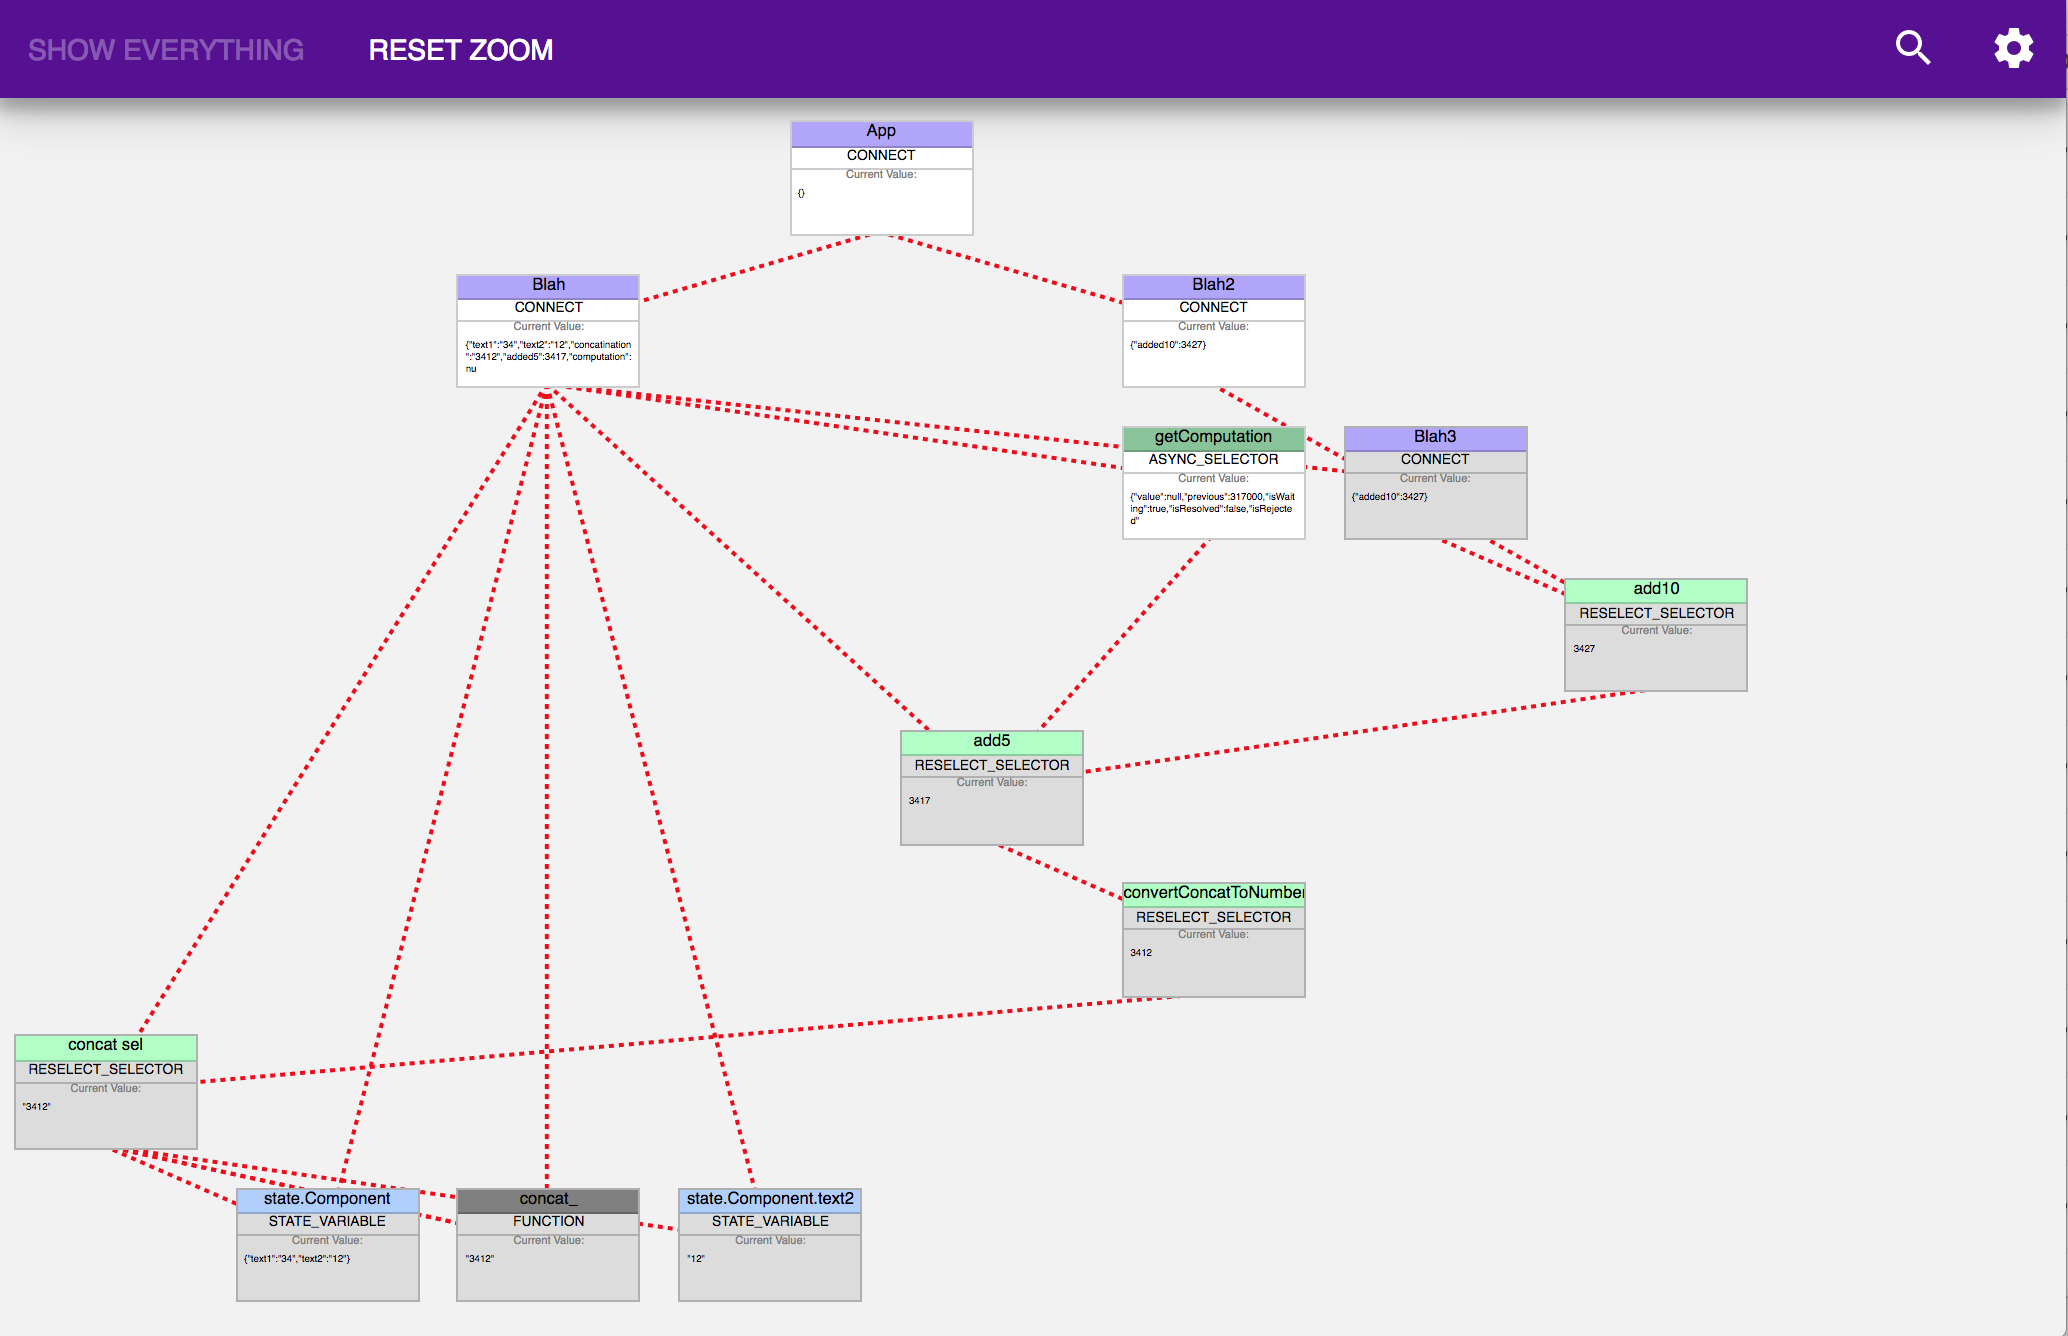 SHOW EVERYTHING
RESET ZOOM
App
CONNECT
Current Value:
{}
Blah
CONNECT
Current Value:
{"text1":"34","text2":"12","concatination
":"3412","added5":3417,"computation":
nu
Blah2
CONNECT
Current Value:
{"added10":3427}
getComputation
ASYNC_SELECTOR
Current Value:
{"value":null,"previous":317000,"isWait
ing":true,"isResolved":false,"isRejecte
d"
Blah3
CONNECT
Current Value:
{"added10":3427}
add10
RESELECT_SELECTOR
Current Value:
3427
add5
RESELECT_SELECTOR
Current Value:
3417
convertConcatToNumber
RESELECT_SELECTOR
Current Value:
3412
concat sel
RESELECT_SELECTOR
Current Value:
"3412"
state.Component
STATE_VARIABLE
Current Value:
{"text1":"34","text2":"12"}
concat_
FUNCTION
Current Value:
"3412"
state.Component.text2
STATE_VARIABLE
Current Value:
"12"